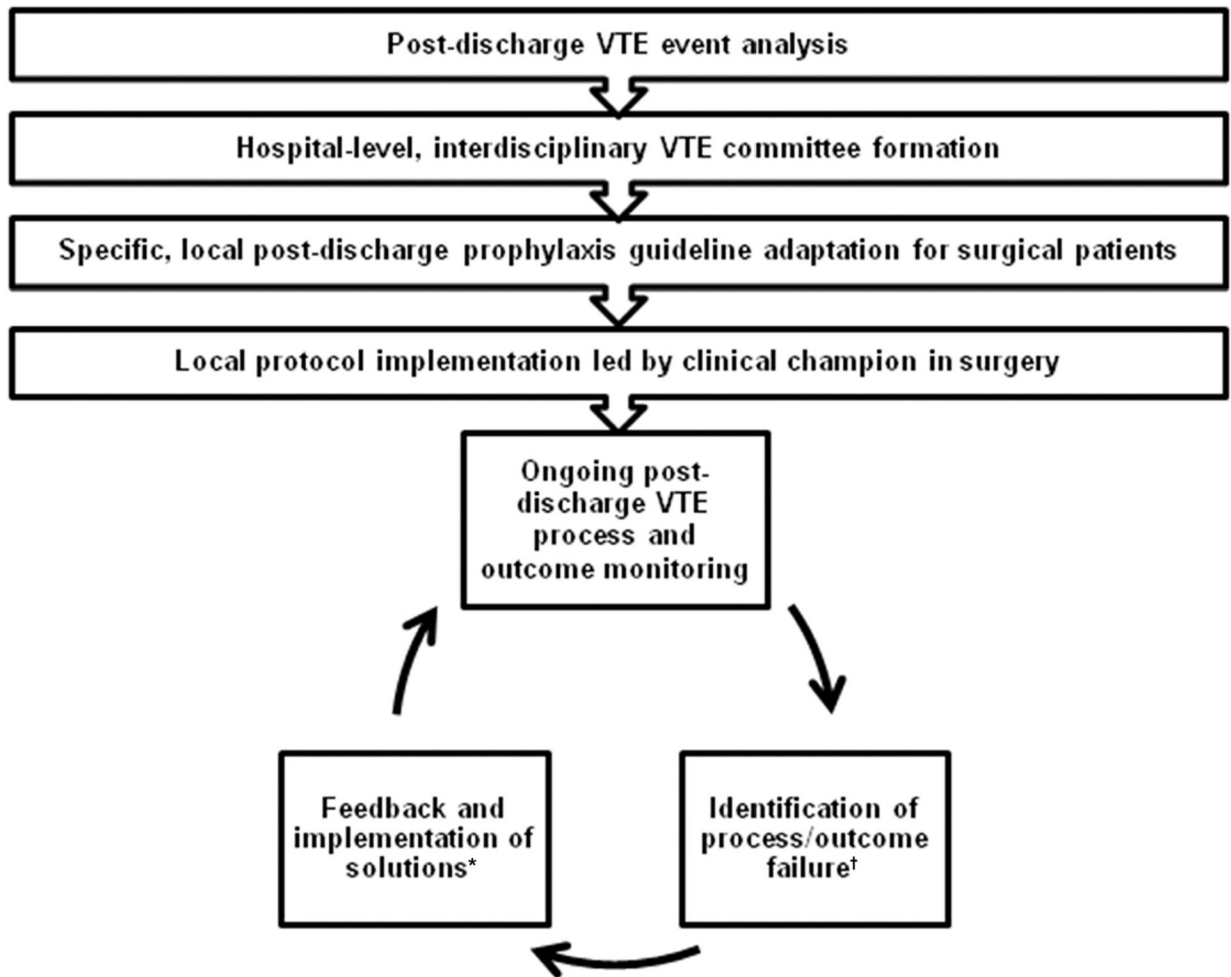 Post-discharge VTE event analysis
Hospital-level, interdisciplinary VTE committee formation
Specific, local post-discharge prophylaxis guideline adaptation for surgical patients
Local protocol implementation led by clinical champion in surgery
Ongoing post-
discharge VTE
process and
outcome monitoring
Feedback and
implementation of
solutions*
Identification of
process/outcome
failure†